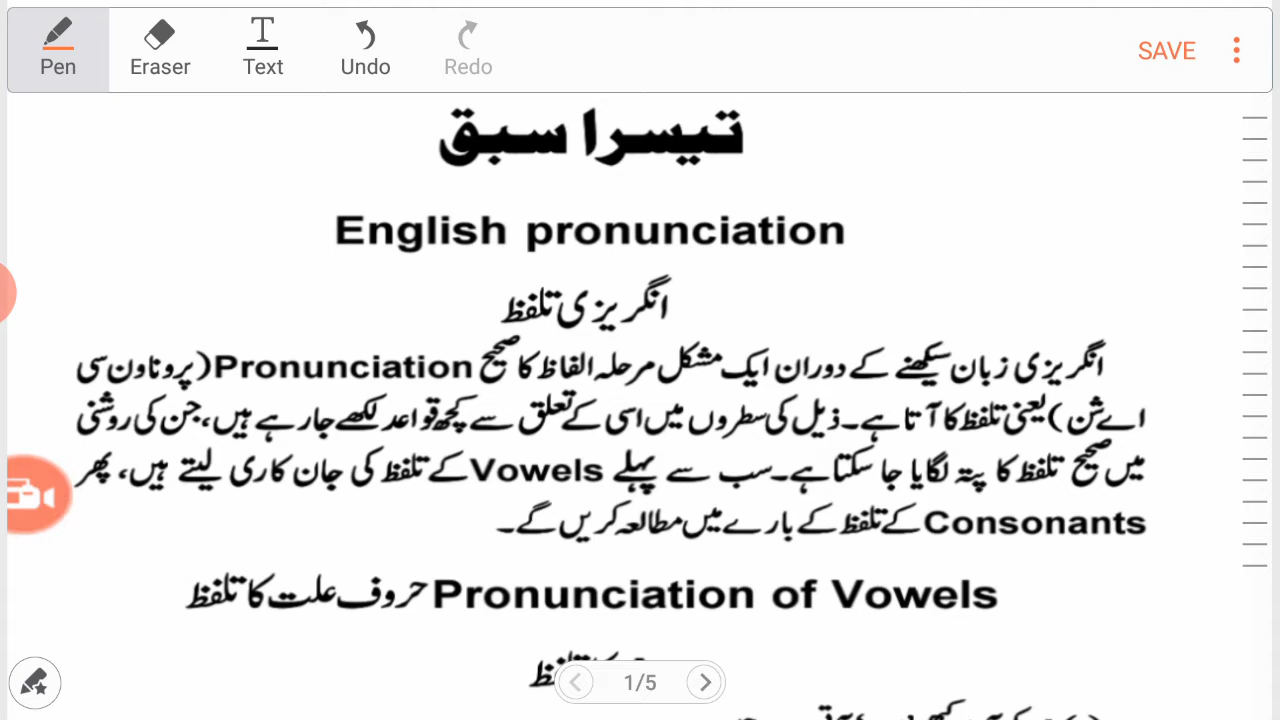 Pen
Eraser
Text
Undo
Redo
SAVE
تیسرا سبق
English pronunciation
انگریزی تلفظ
انگریزی زبان سیکھنے کے دوران ایک مشکل مرحلہ الفاظ کا صحیح Pronunciation (پروناون سی
اے شن) یعنی تلفظ کا آتا ہے۔ ذیل کی سطروں میں اسی کے تعلق سے کچھ قواعد لکھے جارہے ہیں، جن کی روشنی
میں صحیح تلفظ کا پتہ لگایا جا سکتا ہے۔ سب سے پہلے Vowels کے تلفظ کی جان کاری لیتے ہیں، پھر
Consonants کے تلفظ کے بارے میں مطالعہ کریں گے۔
Pronunciation of Vowels حروف علت کا تلفظ
1/5